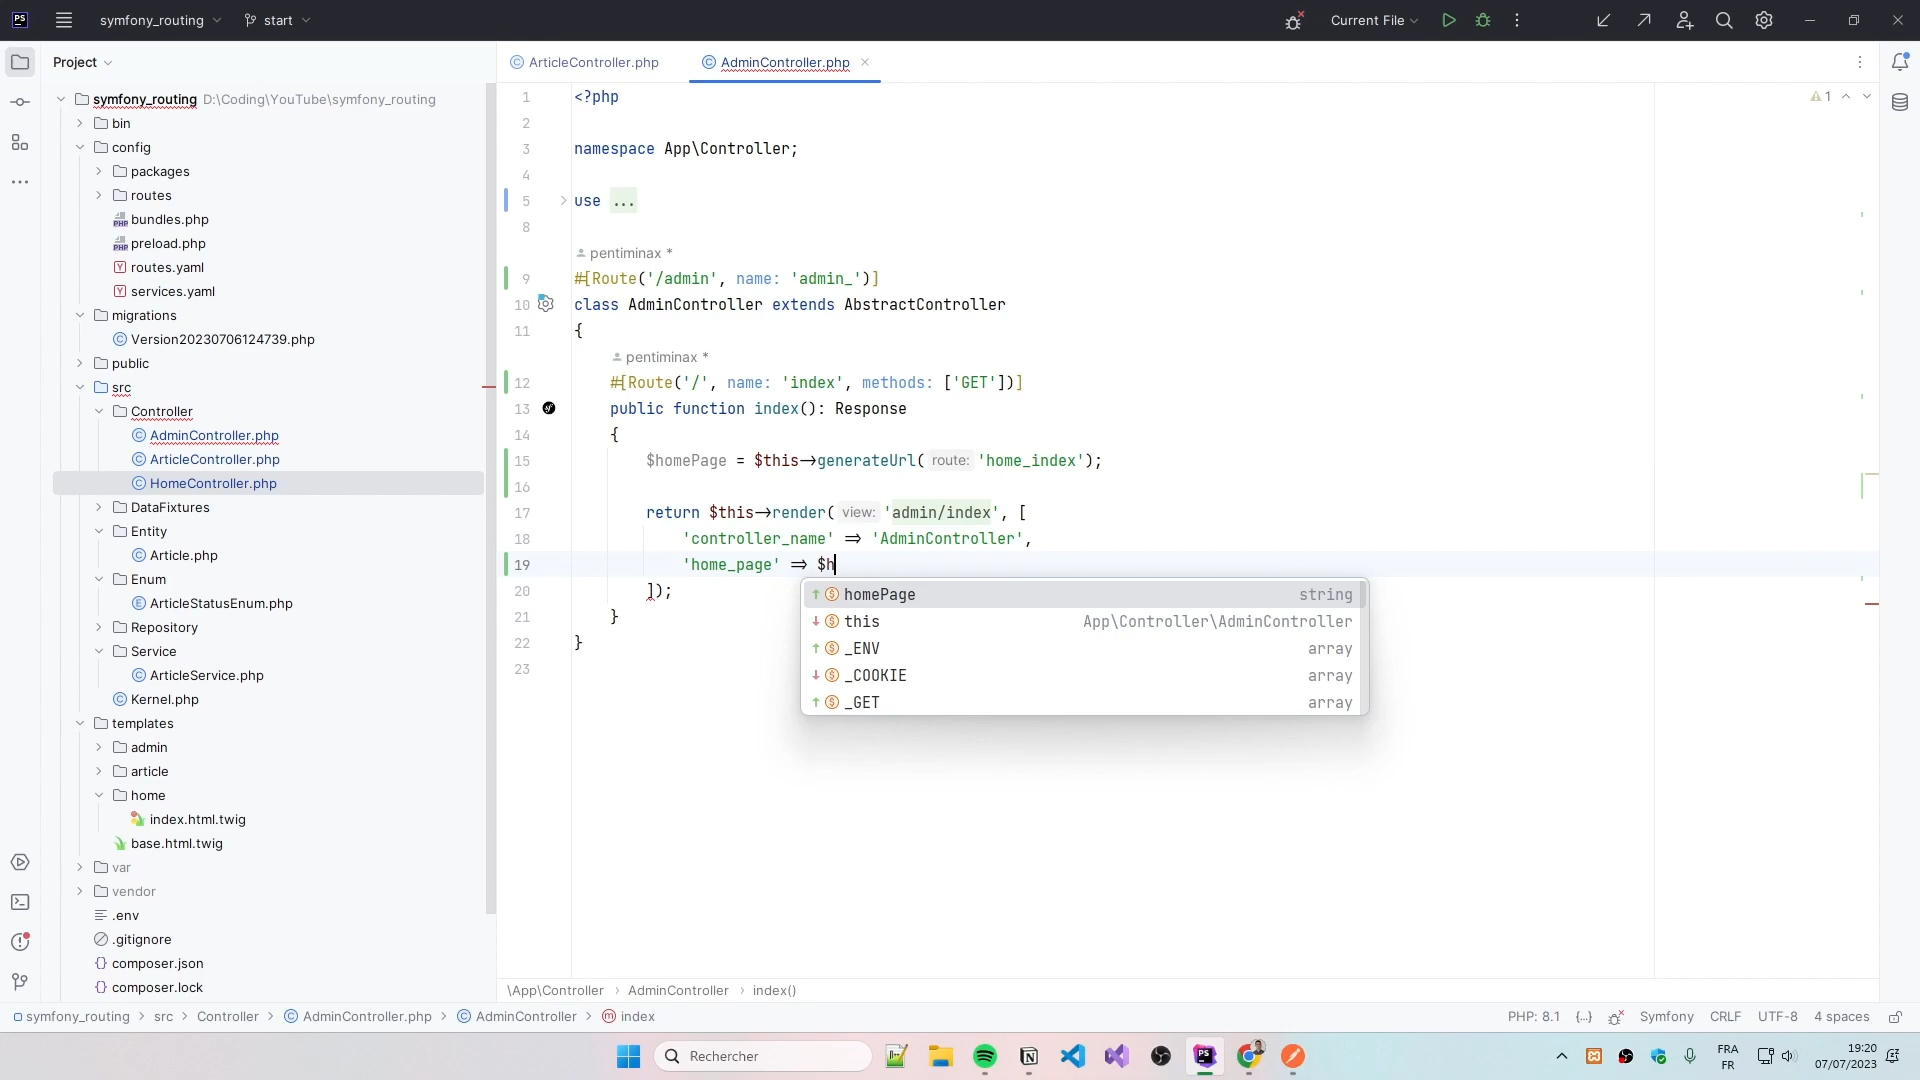 PS symfony_routing start Current File
Project
symfony_routing D:\Coding\YouTube\symfony_routing
bin
config
packages
routes
bundles.php
preload.php
routes.yaml
services.yaml
migrations
Version20230706124739.php
public
src
Controller
AdminController.php
ArticleController.php
HomeController.php
DataFixtures
Entity
Article.php
Enum
ArticleStatusEnum.php
Repository
Service
ArticleService.php
Kernel.php
templates
admin
article
home
index.html.twig
base.html.twig
var
vendor
.env
.gitignore
composer.json
composer.lock
ArticleController.php AdminController.php
1 <?php
2
3 namespace App\Controller;
4
5 use ...
8
pentiminax *
9 #[Route('/admin', name: 'admin_')]
10 class AdminController extends AbstractController
11 {
pentiminax *
12 #[Route('/', name: 'index', methods: ['GET'])]
13 public function index(): Response
14 {
15 $homePage = $this->generateUrl( route: 'home_index');
16
17 return $this->render( view: 'admin/index', [
18 'controller_name' => 'AdminController',
19 'home_page' => $h
20 ]);
21 }
22 }
23
1
homePage string
this App\Controller\AdminController
_ENV array
_COOKIE array
_GET array
\App\Controller › AdminController › index()
symfony_routing › src › Controller › AdminController.php › AdminController › index
PHP: 8.1 {...} Symfony CRLF UTF-8 4 spaces
Rechercher
FRA
FR
19:20
07/07/2023